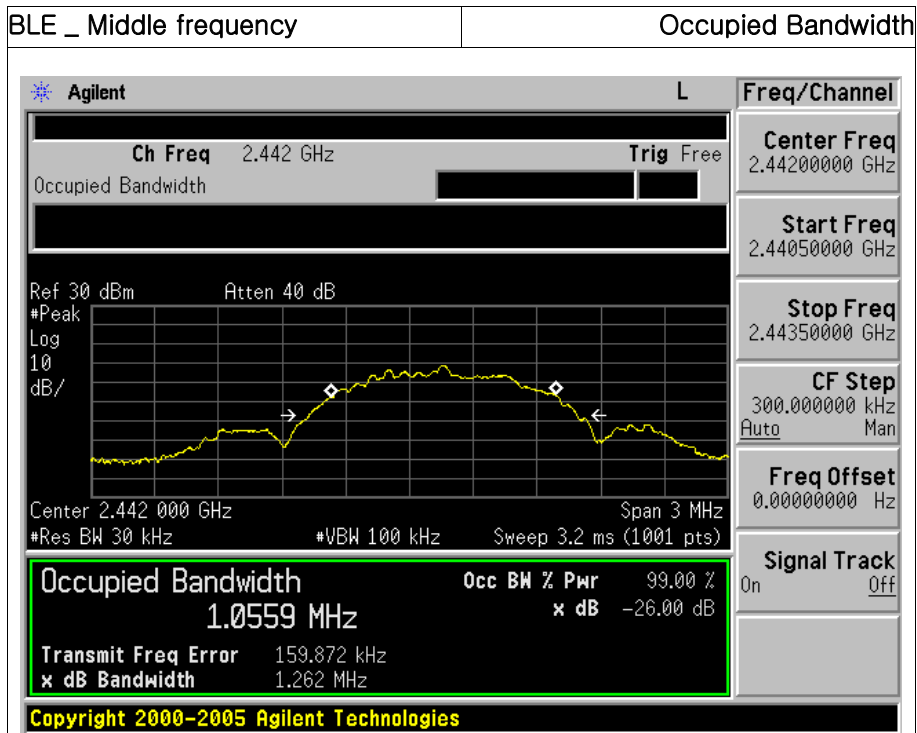 BLE _ Middle frequency Occupied Bandwidth
Agilent L Freq/Channel
Ch Freq 2.442 GHz Trig Free
Occupied Bandwidth
Center Freq
2.44200000 GHz
Start Freq
2.44050000 GHz
Stop Freq
2.44350000 GHz
CF Step
300.000000 kHz
Auto Man
Freq Offset
0.00000000 Hz
Signal Track
On Off
Ref 30 dBm Atten 40 dB
#Peak
Log
10
dB/
Center 2.442 000 GHz Span 3 MHz
#Res BW 30 kHz #VBW 100 kHz Sweep 3.2 ms (1001 pts)
Occupied Bandwidth Occ BW % Pwr 99.00 %
1.0559 MHz x dB -26.00 dB
Transmit Freq Error 159.872 kHz
x dB Bandwidth 1.262 MHz
Copyright 2000-2005 Agilent Technologies